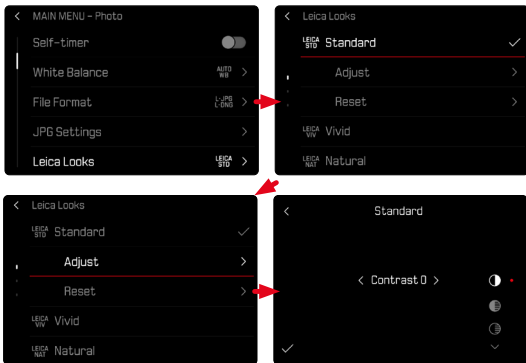 MAIN MENU - Photo
Self-timer
White Balance AUTO WB
File Format L-JPG L-DNG
JPG Settings
Leica Looks LEICA STD
Leica Looks
LEICA STD Standard
Adjust
Reset
LEICA VIV Vivid
LEICA NAT Natural
Leica Looks
LEICA STD Standard
Adjust
Reset
LEICA VIV Vivid
LEICA NAT Natural
Standard
Contrast 0